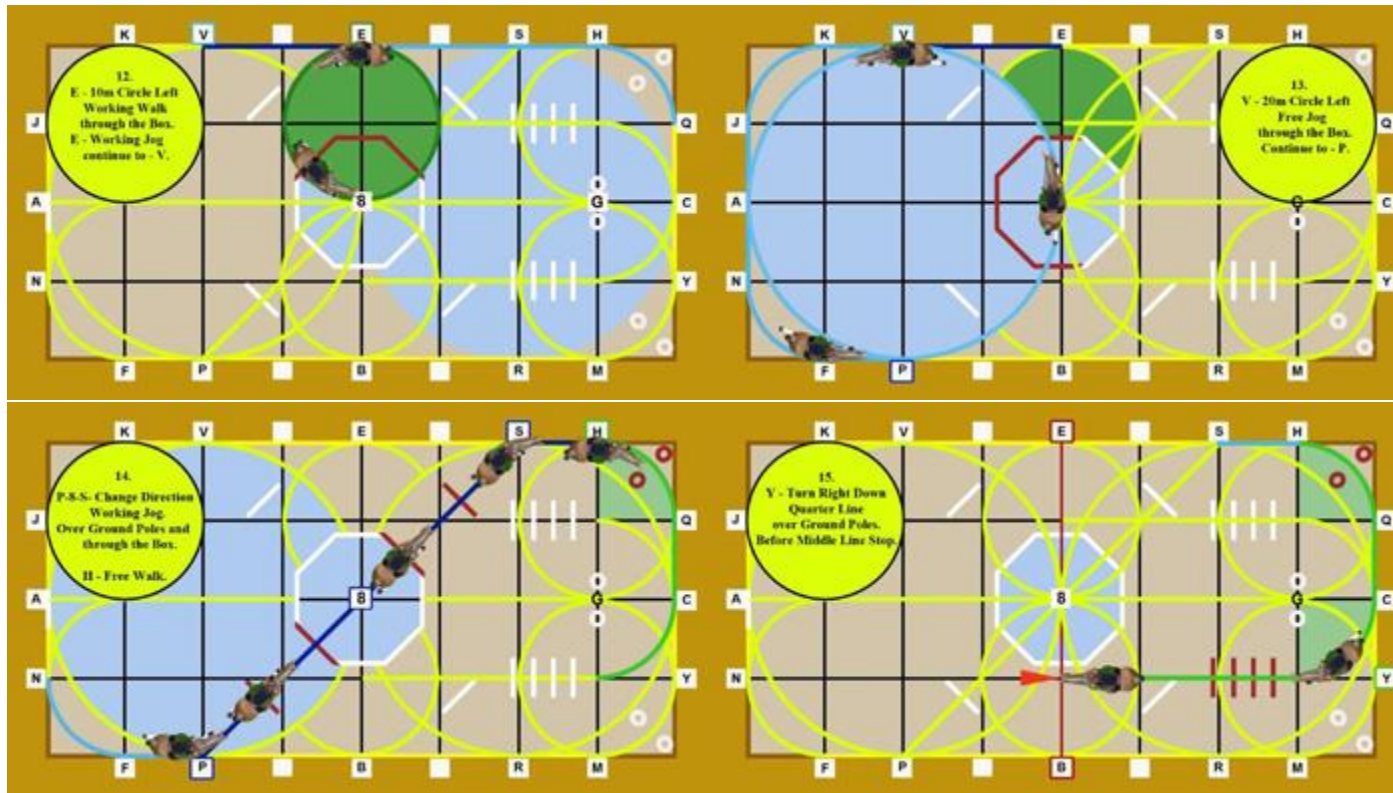 K V E S H
12.
E - 10m Circle Left
Working Walk
through the Box.
E - Working Jog
continue to - V.
J Q
A 8 G C
N Y
F P B R M
K V E S H
13.
V - 20m Circle Left
Free Jog
through the Box.
Continue to - P.
J Q
A G C
N Y
F P B R M
K V E S H
14.
P-8-S- Change Direction
Working Jog.
Over Ground Poles and
through the Box.
H - Free Walk.
J Q
A 8 G C
N Y
F P B R M
K V E S H
15.
Y - Turn Right Down
Quarter Line
over Ground Poles.
Before Middle Line Stop.
J Q
A 8 G C
N Y
F P B R M